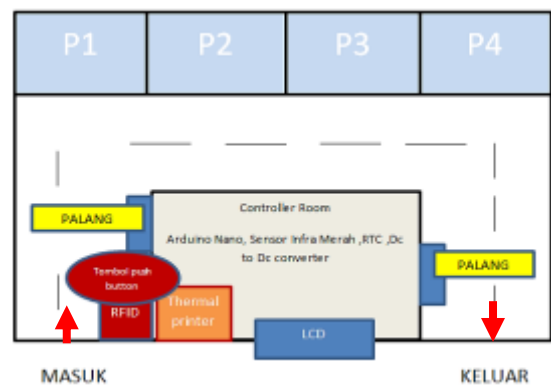 P1 P2 P3 P4
Controller Room
Arduino Nano, Sensor Infra Merah ,RTC ,Dc
to Dc converter
PALANG
PALANG
Tombol push
button
RFID
Thermal
printer
LCD
MASUK
KELUAR